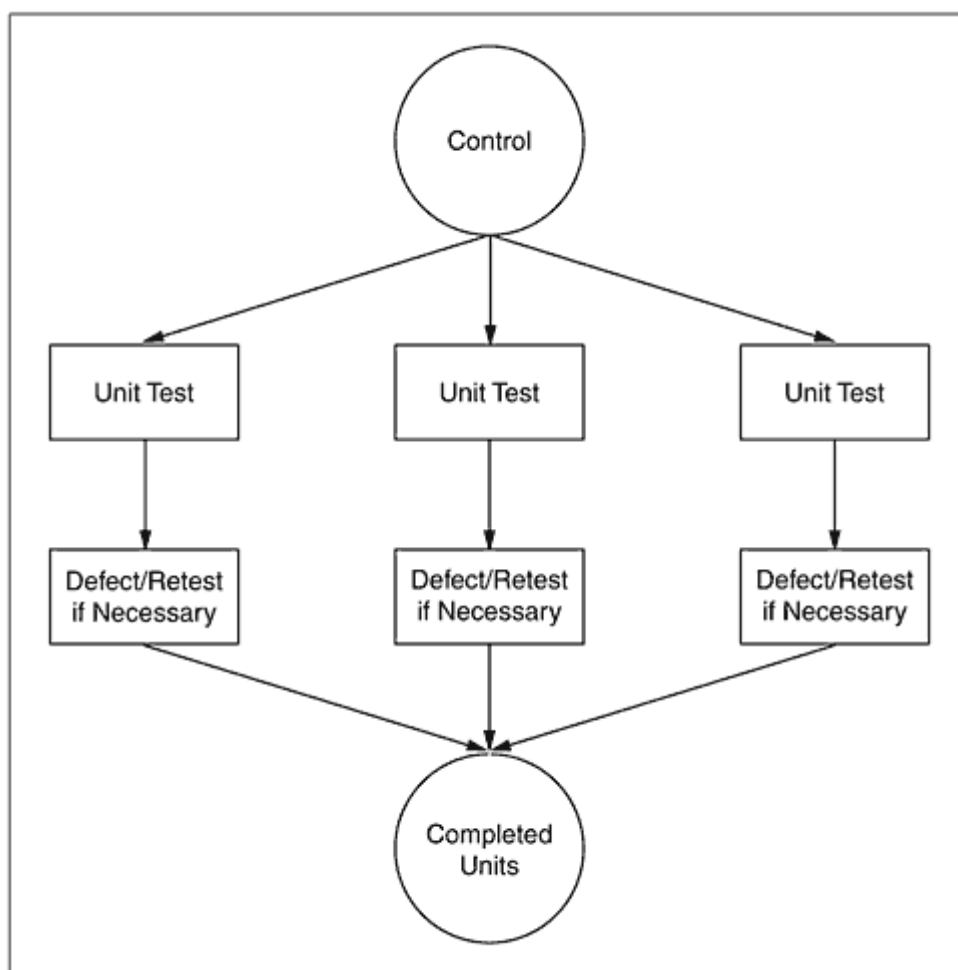 Control
Unit Test
Unit Test
Unit Test
Defect/Retest
if Necessary
Defect/Retest
if Necessary
Defect/Retest
if Necessary
Completed
Units